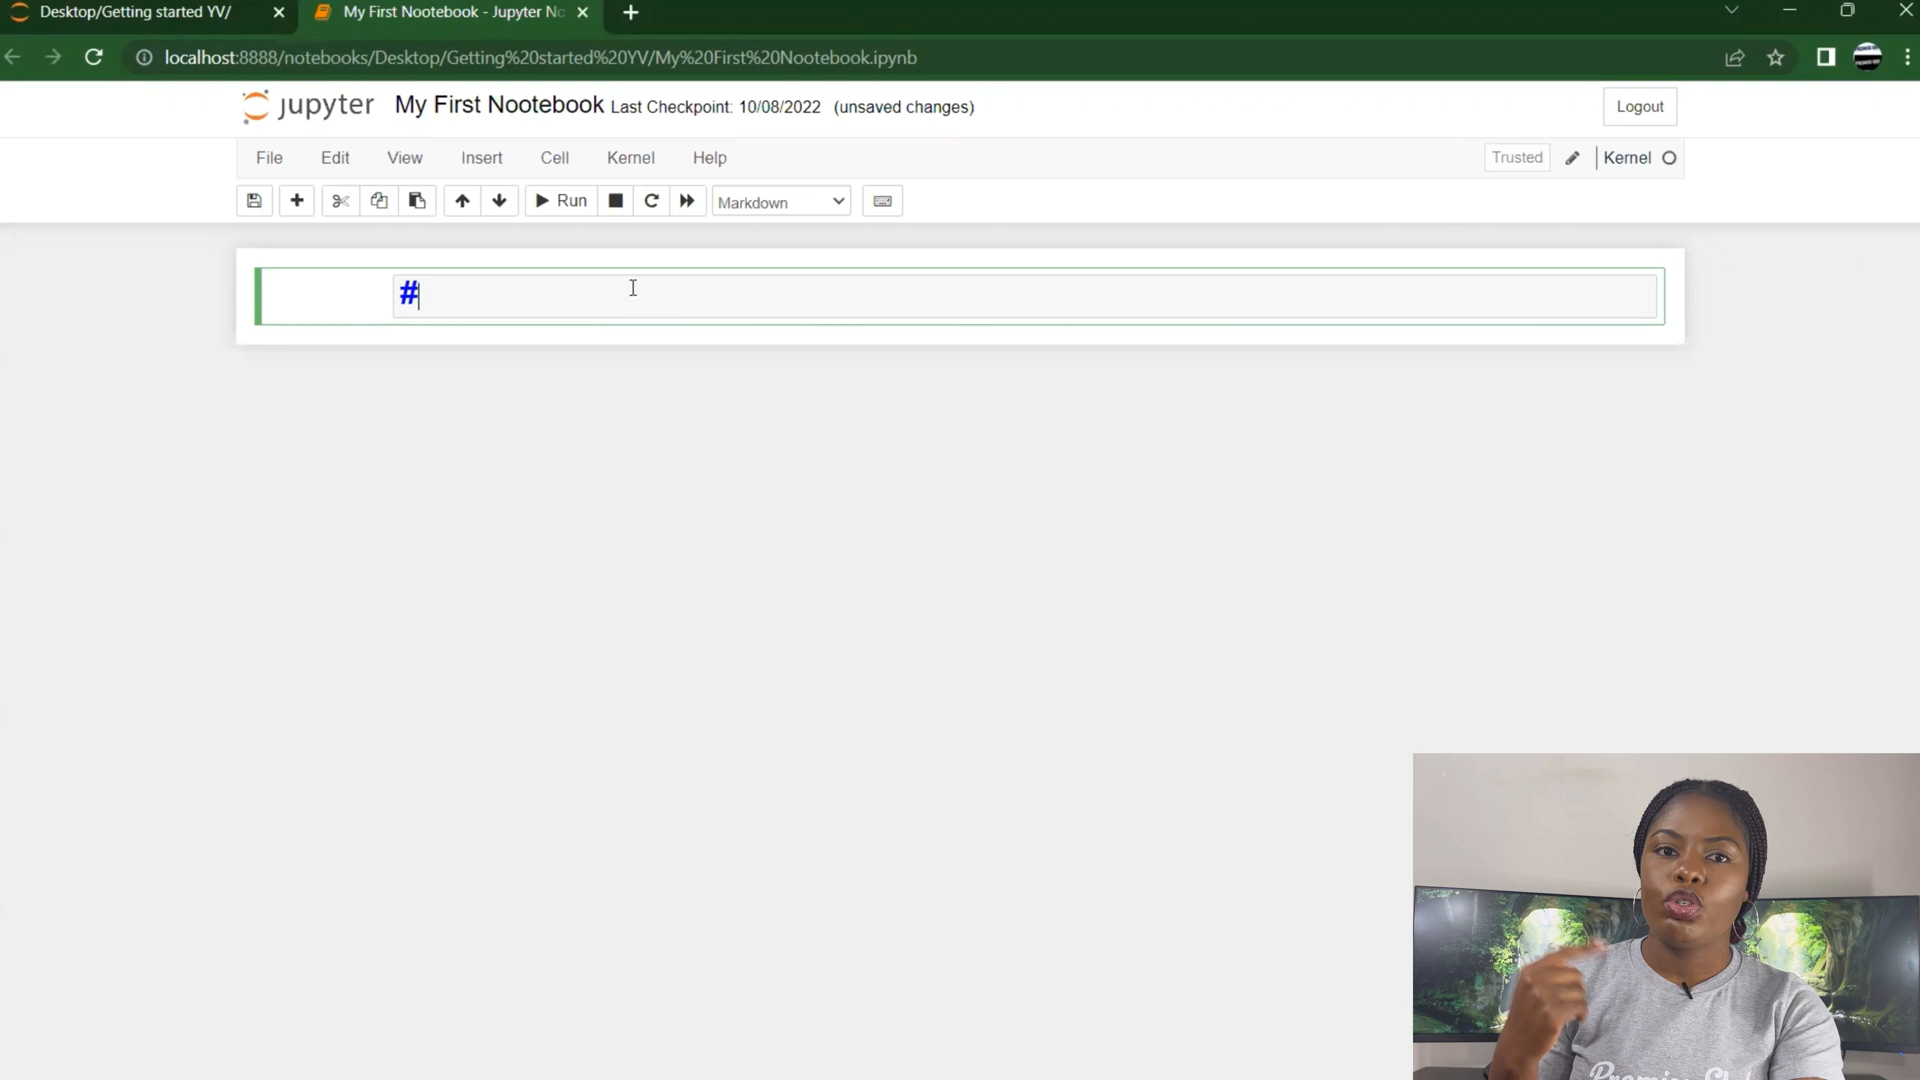 Desktop/Getting started YV/
My First Nootebook - Jupyter No
localhost:8888/notebooks/Desktop/Getting%20started%20YV/My%20First%20Nootebook.ipynb
jupyter My First Nootebook Last Checkpoint: 10/08/2022 (unsaved changes)
Logout
File Edit View Insert Cell Kernel Help
Trusted Kernel
Run Markdown
#